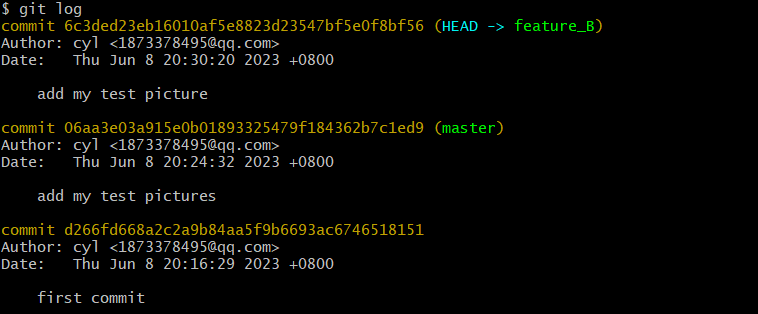 $ git log
commit 6c3ded23eb16010af5e8823d23547bf5e0f8bf56 (HEAD -> feature_B)
Author: cyl <1873378495@qq.com>
Date:   Thu Jun 8 20:30:20 2023 +0800
    add my test picture
commit 06aa3e03a915e0b01893325479f184362b7c1ed9 (master)
Author: cyl <1873378495@qq.com>
Date:   Thu Jun 8 20:24:32 2023 +0800
    add my test pictures
commit d266fd668a2c2a9b84aa5f9b6693ac6746518151
Author: cyl <1873378495@qq.com>
Date:   Thu Jun 8 20:16:29 2023 +0800
    first commit